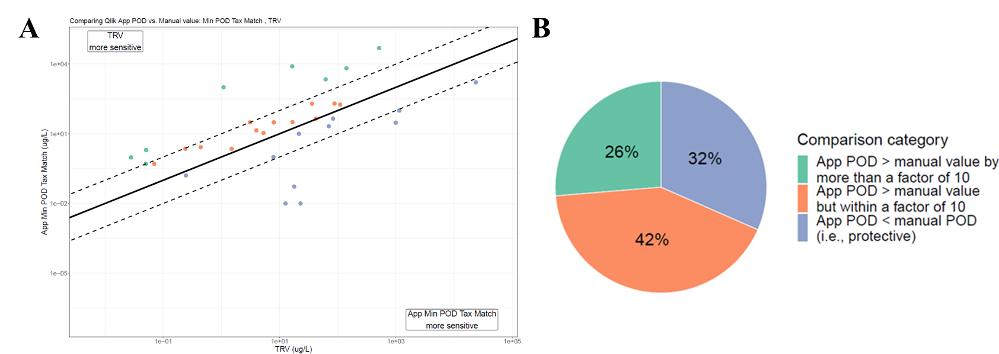 A
Comparing Qlik App POD vs. Manual value: Min POD Tax Match , TRV
TRV
more sensitive
App Min POD Tax Match (ug/L)
1e+04
1e+01
1e−02
1e−05
App Min POD Tax Match
more sensitive
1e−01
1e+01
1e+03
1e+05
TRV (ug/L)
B
26%
32%
42%
Comparison category
App POD > manual value by
more than a factor of 10
App POD > manual value
but within a factor of 10
App POD < manual POD
(i.e., protective)